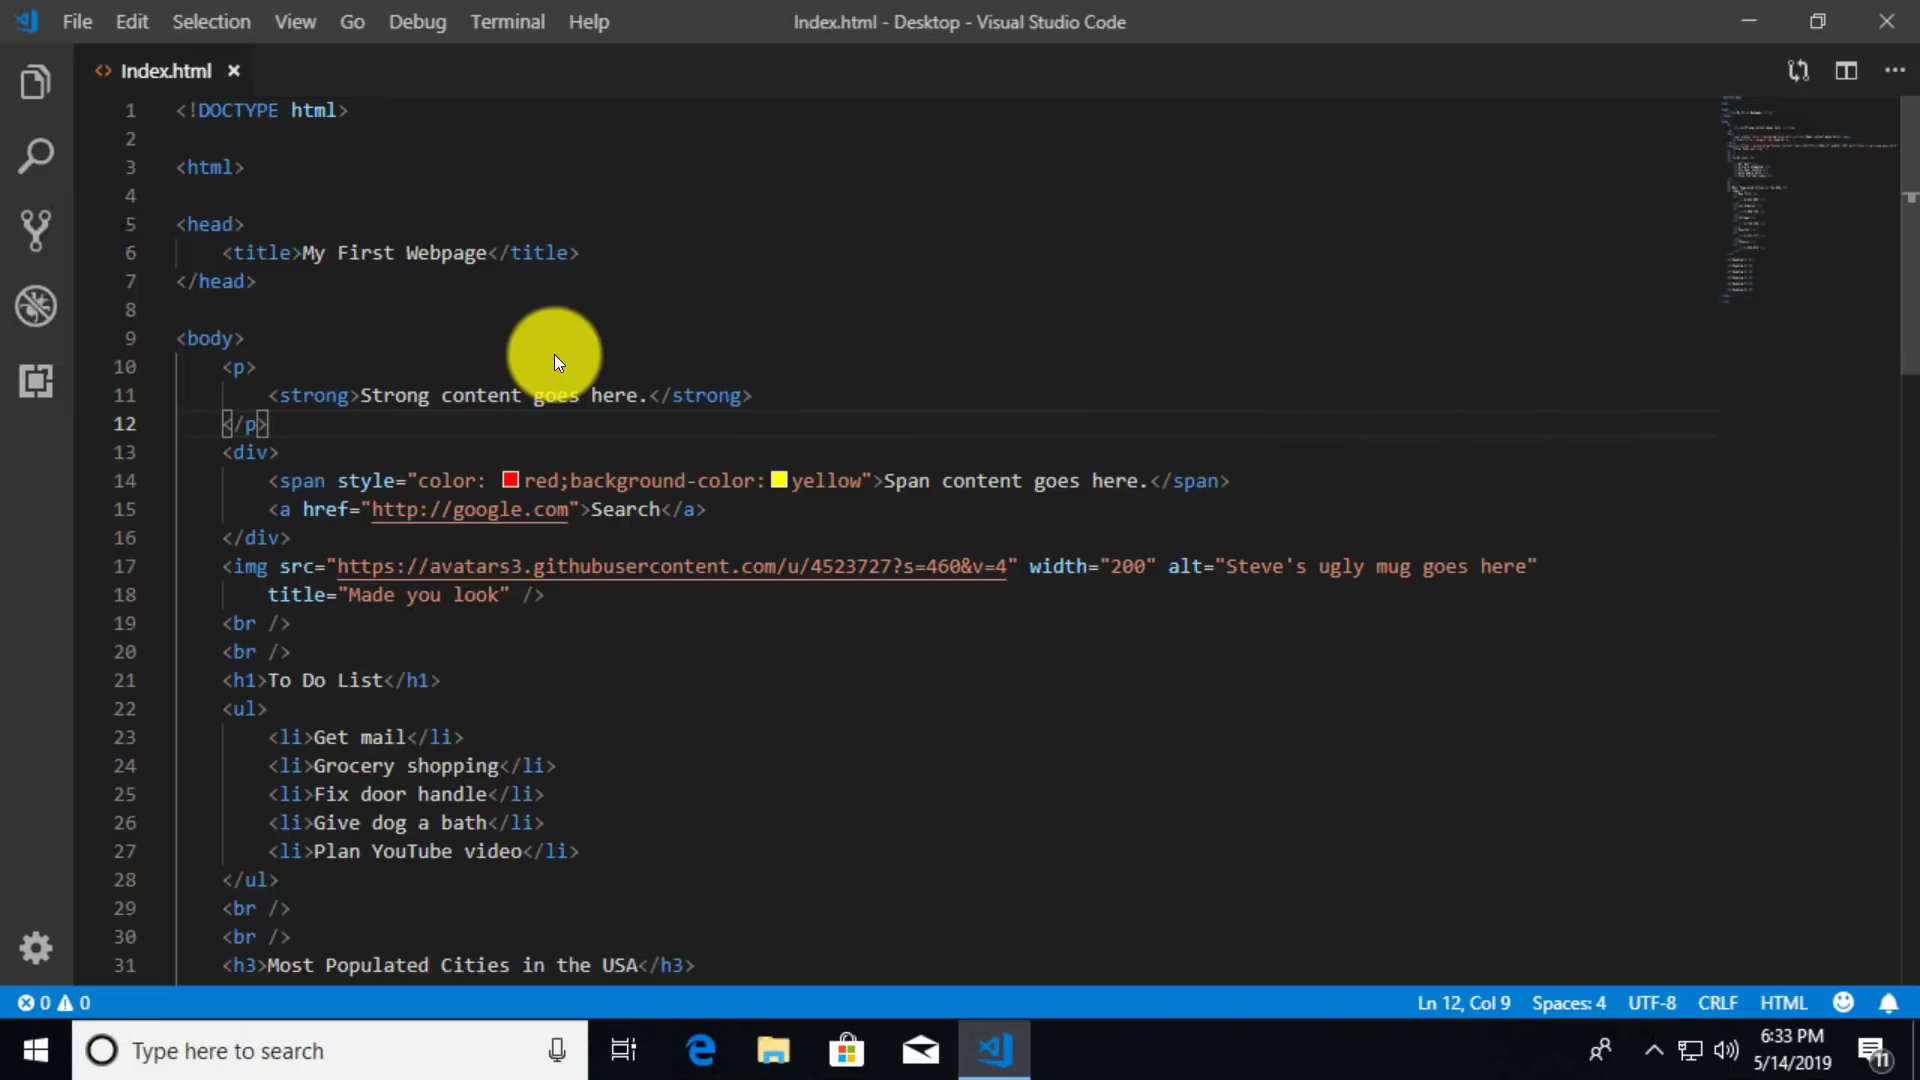 File Edit Selection View Go Debug Terminal Help Index.html - Desktop - Visual Studio Code
Index.html
1 <!DOCTYPE html>
2
3 <html>
4
5 <head>
6 <title>My First Webpage</title>
7 </head>
8
9 <body>
10 <p>
11 <strong>Strong content goes here.</strong>
12 </p>
13 <div>
14 <span style="color: red;background-color: yellow">Span content goes here.</span>
15 <a href="http://google.com">Search</a>
16 </div>
17 <img src="https://avatars3.githubusercontent.com/u/4523727?s=460&v=4" width="200" alt="Steve's ugly mug goes here"
18 title="Made you look" />
19 <br />
20 <br />
21 <h1>To Do List</h1>
22 <ul>
23 <li>Get mail</li>
24 <li>Grocery shopping</li>
25 <li>Fix door handle</li>
26 <li>Give dog a bath</li>
27 <li>Plan YouTube video</li>
28 </ul>
29 <br />
30 <br />
31 <h3>Most Populated Cities in the USA</h3>
0 0 Ln 12, Col 9 Spaces: 4 UTF-8 CRLF HTML
Type here to search
6:33 PM
5/14/2019
11